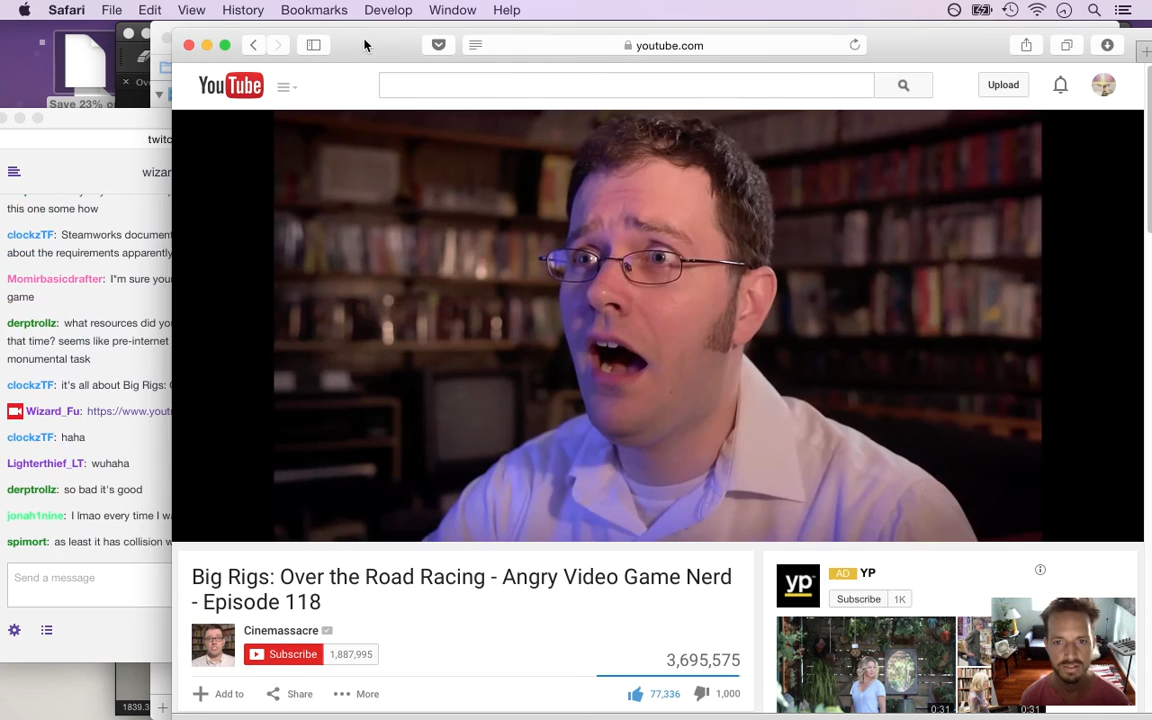 Safari File Edit View History Bookmarks Develop Window Help
youtube.com
Save 23%
YouTube
Upload
twitc
wizar
this one some how
clockzTF: Steamworks document
about the requirements apparently
Momirbasicdrafter: I"m sure your
game
derptrollz: what resources did you
that time? seems like pre-internet
monumental task
clockzTF: it's all about Big Rigs:
Wizard_Fu: https://www.yout
clockzTF: haha
Lighterthief_LT: wuhaha
derptrollz: so bad it's good
jonah1nine: I lmao every time I wa
spimort: as least it has collision w
Send a message
1839.3
Big Rigs: Over the Road Racing - Angry Video Game Nerd
- Episode 118
Cinemassacre
Subscribe 1,887,995
3,695,575
Add to Share More
77,336 1,000
yp
AD YP
Subscribe 1K
0:31
0:31